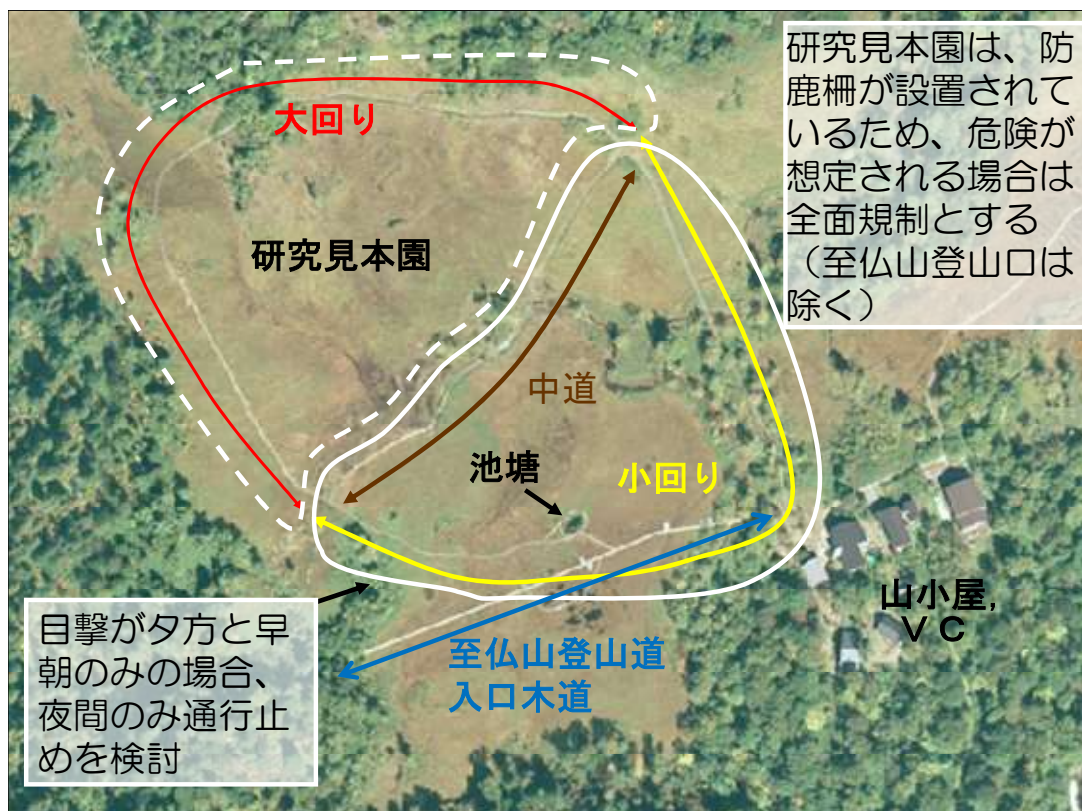 研究見本園は、防
鹿柵が設置されて
いるため、危険が
想定される場合は
全面規制とする
（至仏山登山口は
除く）
大回り
研究見本園
中道
池塘
小回り
山小屋,
ＶＣ
至仏山登山道
入口木道
目撃が夕方と早
朝のみの場合、
夜間のみ通行止
めを検討